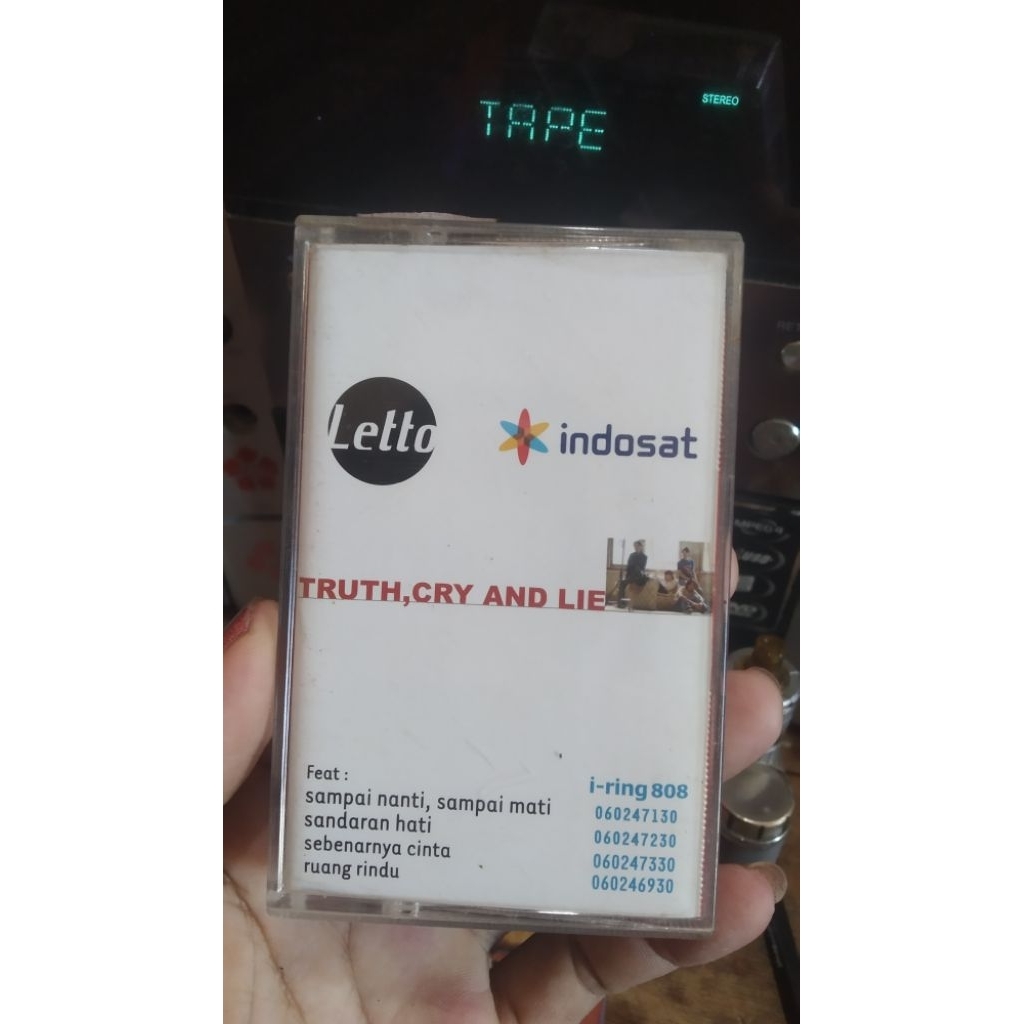 STEREO
TAPE
Letto
indosat
TRUTH,CRY AND LIE
Feat :
sampai nanti, sampai mati
sandaran hati
sebenarnya cinta
ruang rindu
i-ring 808
060247130
060247230
060247330
060246930